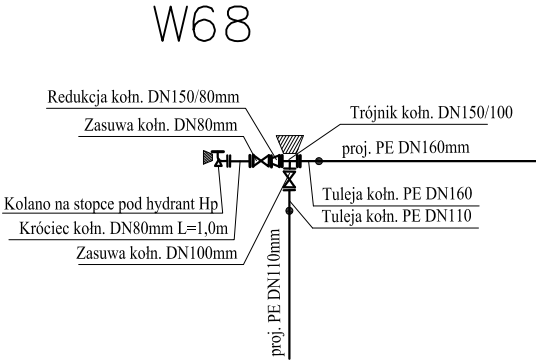 W68
Redukcja kołn. DN150/80mm
Zasuwa kołn. DN80mm
Trójnik kołn. DN150/100
proj. PE DN160mm
Kolano na stopce pod hydrant Hp
Króciec kołn. DN80mm L=1,0m
Zasuwa kołn. DN100mm
Tuleja kołn. PE DN160
Tuleja kołn. PE DN110
proj. PE DN110mm